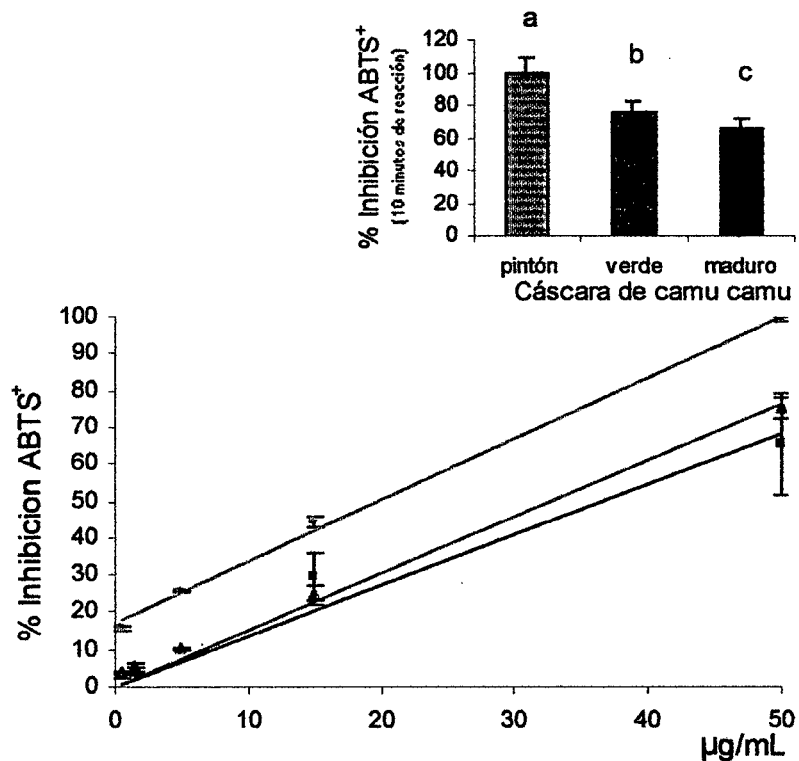 a
b
c
% Inhibición ABTS+
(10 minutos de reacción)
120
100
80
60
40
20
0
pintón verde maduro
Cáscara de camu camu
% Inhibicion ABTS+
100
90
80
70
60
50
40
30
20
10
0
0 10 20 30 40 50
µg/mL